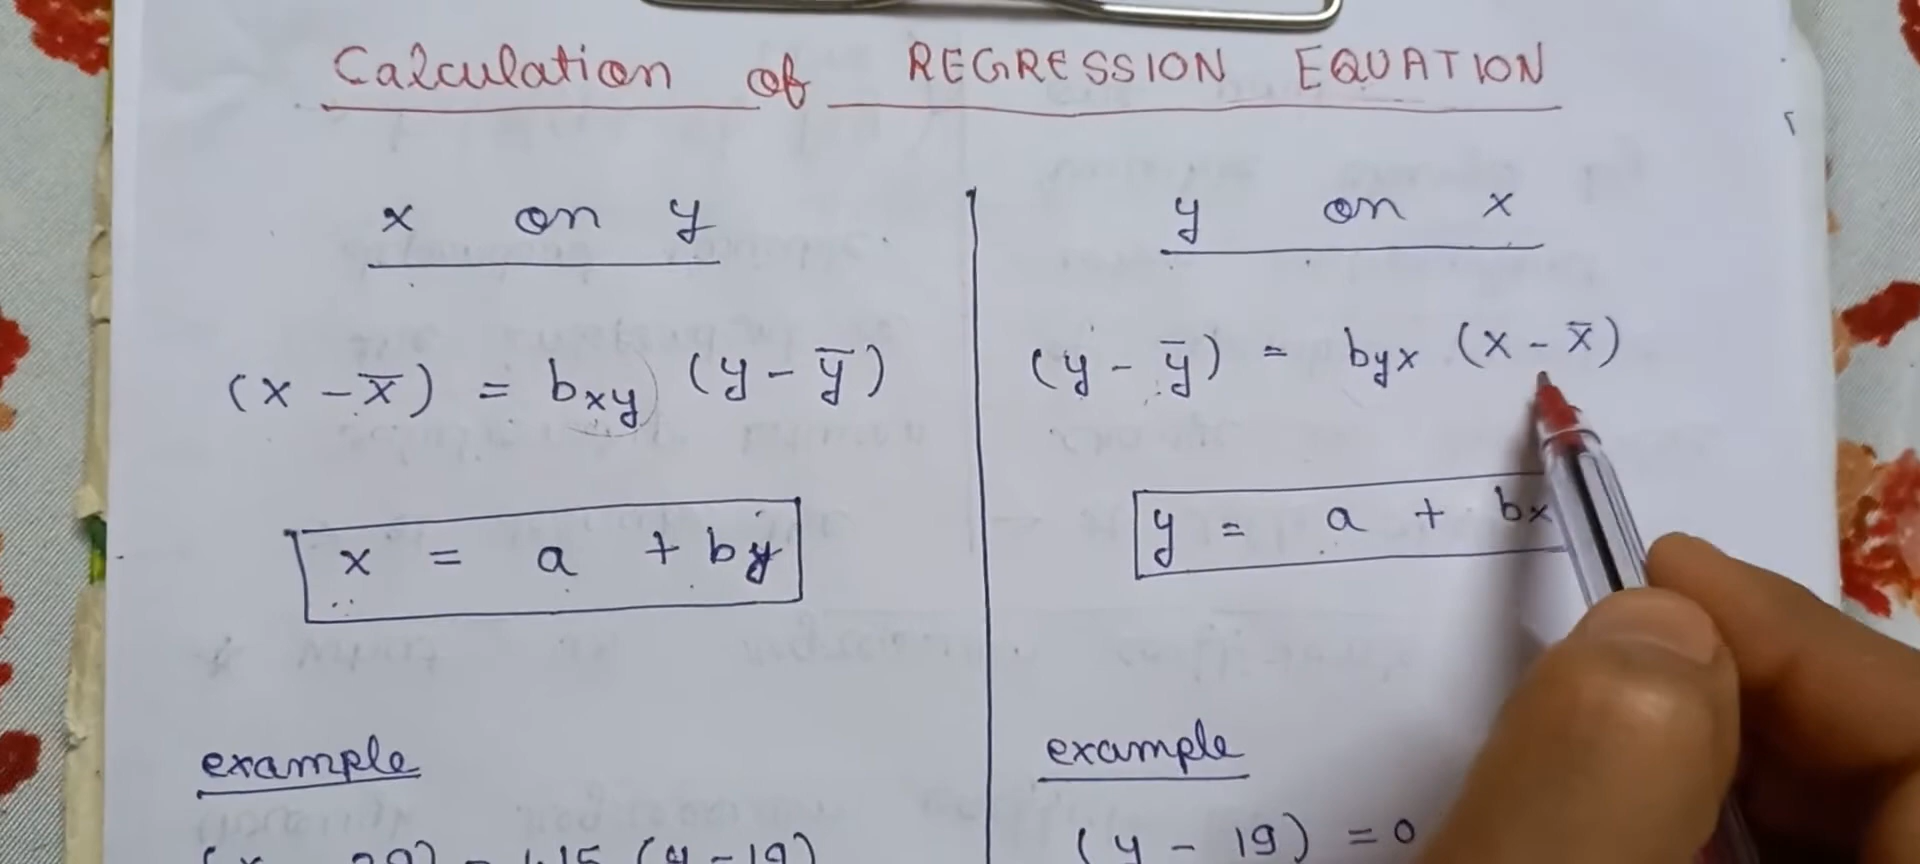 Calculation of REGRESSION EQUATION
x on y
(x - x̄) = bxy (y - ȳ)
x = a + by
example
y on x
(y - ȳ) = byx (x - x̄)
y = a + bx
example
(y - 19) = 0